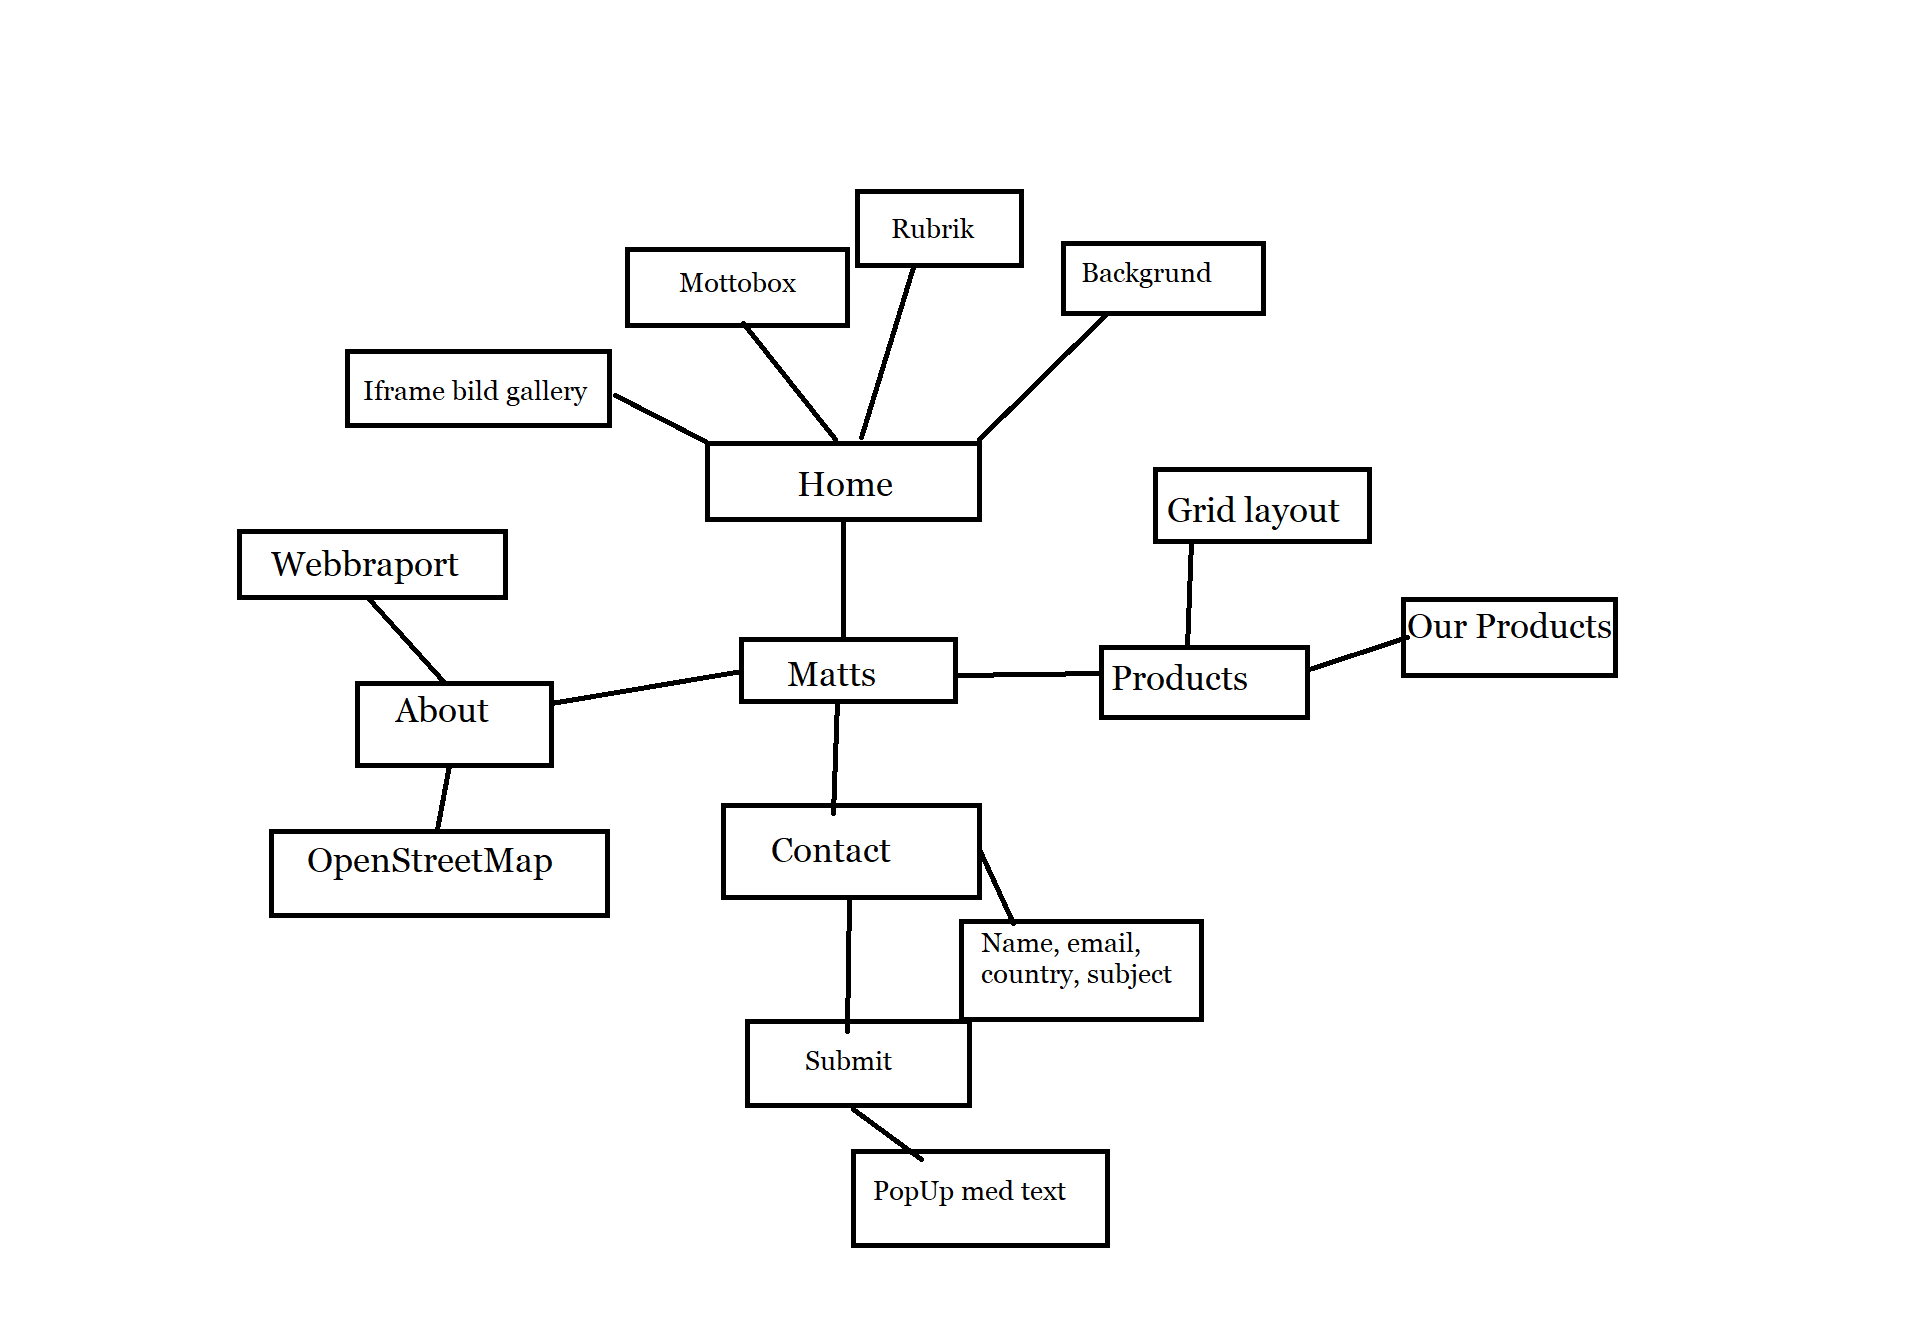 Rubrik
Mottobox
Backgrund
Iframe bild gallery
Home
Grid layout
Webbraport
Our Products
Matts
Products
About
Contact
OpenStreetMap
Name, email,
country, subject
Submit
PopUp med text